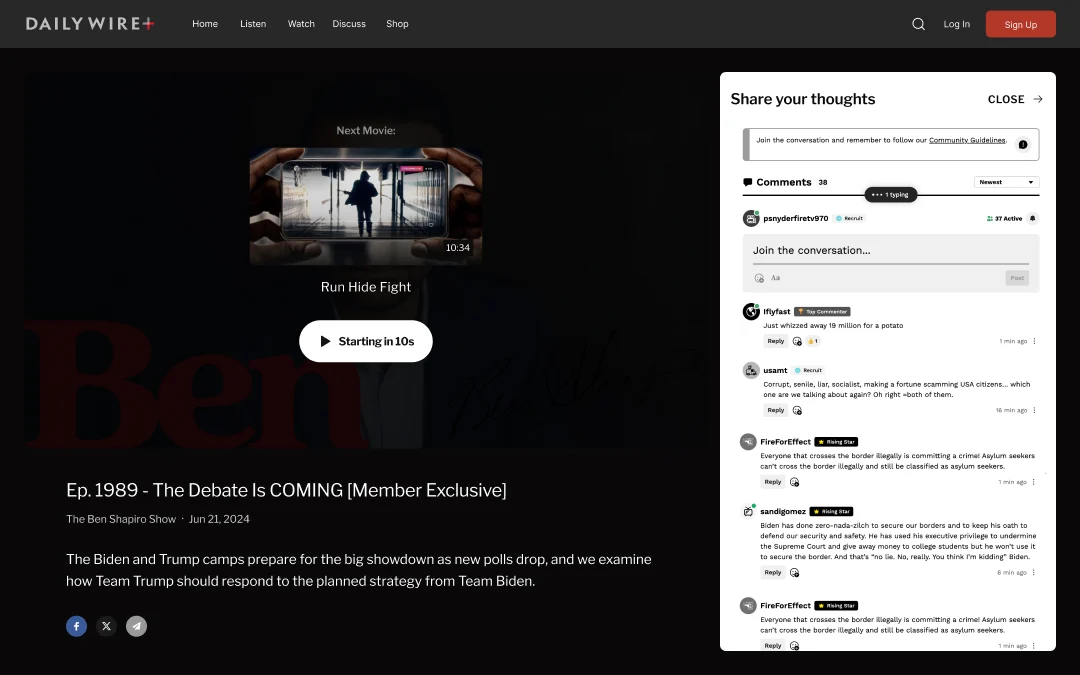 DAILY WIRE+
Home
Listen
Watch
Discuss
Shop
Log In
Sign Up
Next Movie:
10:34
Run Hide Fight
Starting in 10s
Ben
Ep. 1989 - The Debate Is COMING [Member Exclusive]
The Ben Shapiro Show · Jun 21, 2024
The Biden and Trump camps prepare for the big showdown as new polls drop, and we examine
how Team Trump should respond to the planned strategy from Team Biden.
Share your thoughts
CLOSE
Join the conversation and remember to follow our Community Guidelines.
Comments 38
Newest
1 typing
psnyderfiretv970 Recruit
37 Active
Join the conversation...
Aa
Post
Iflyfast Top Commenter
Just whizzed away 19 million for a potato
Reply
1
1 min ago
usamt Recruit
Corrupt, senile, liar, socialist, making a fortune scamming USA citizens... which
one are we talking about again? Oh right =both of them.
Reply
16 min ago
FireForEffect Rising Star
Everyone that crosses the border illegally is committing a crime! Asylum seekers
can't cross the border illegally and still be classified as asylum seekers.
Reply
1 min ago
sandigomez Rising Star
Biden has done zero-nada-zilch to secure our borders and to keep his oath to
defend our security and safety. He has used his executive privilege to undermine
the Supreme Court and give away money to college students but he won't use it
to secure the border. And that's "no lie. No, really. You think I'm kidding" Biden.
Reply
6 min ago
FireForEffect Rising Star
Everyone that crosses the border illegally is committing a crime! Asylum seekers
can't cross the border illegally and still be classified as asylum seekers.
Reply
1 min ago